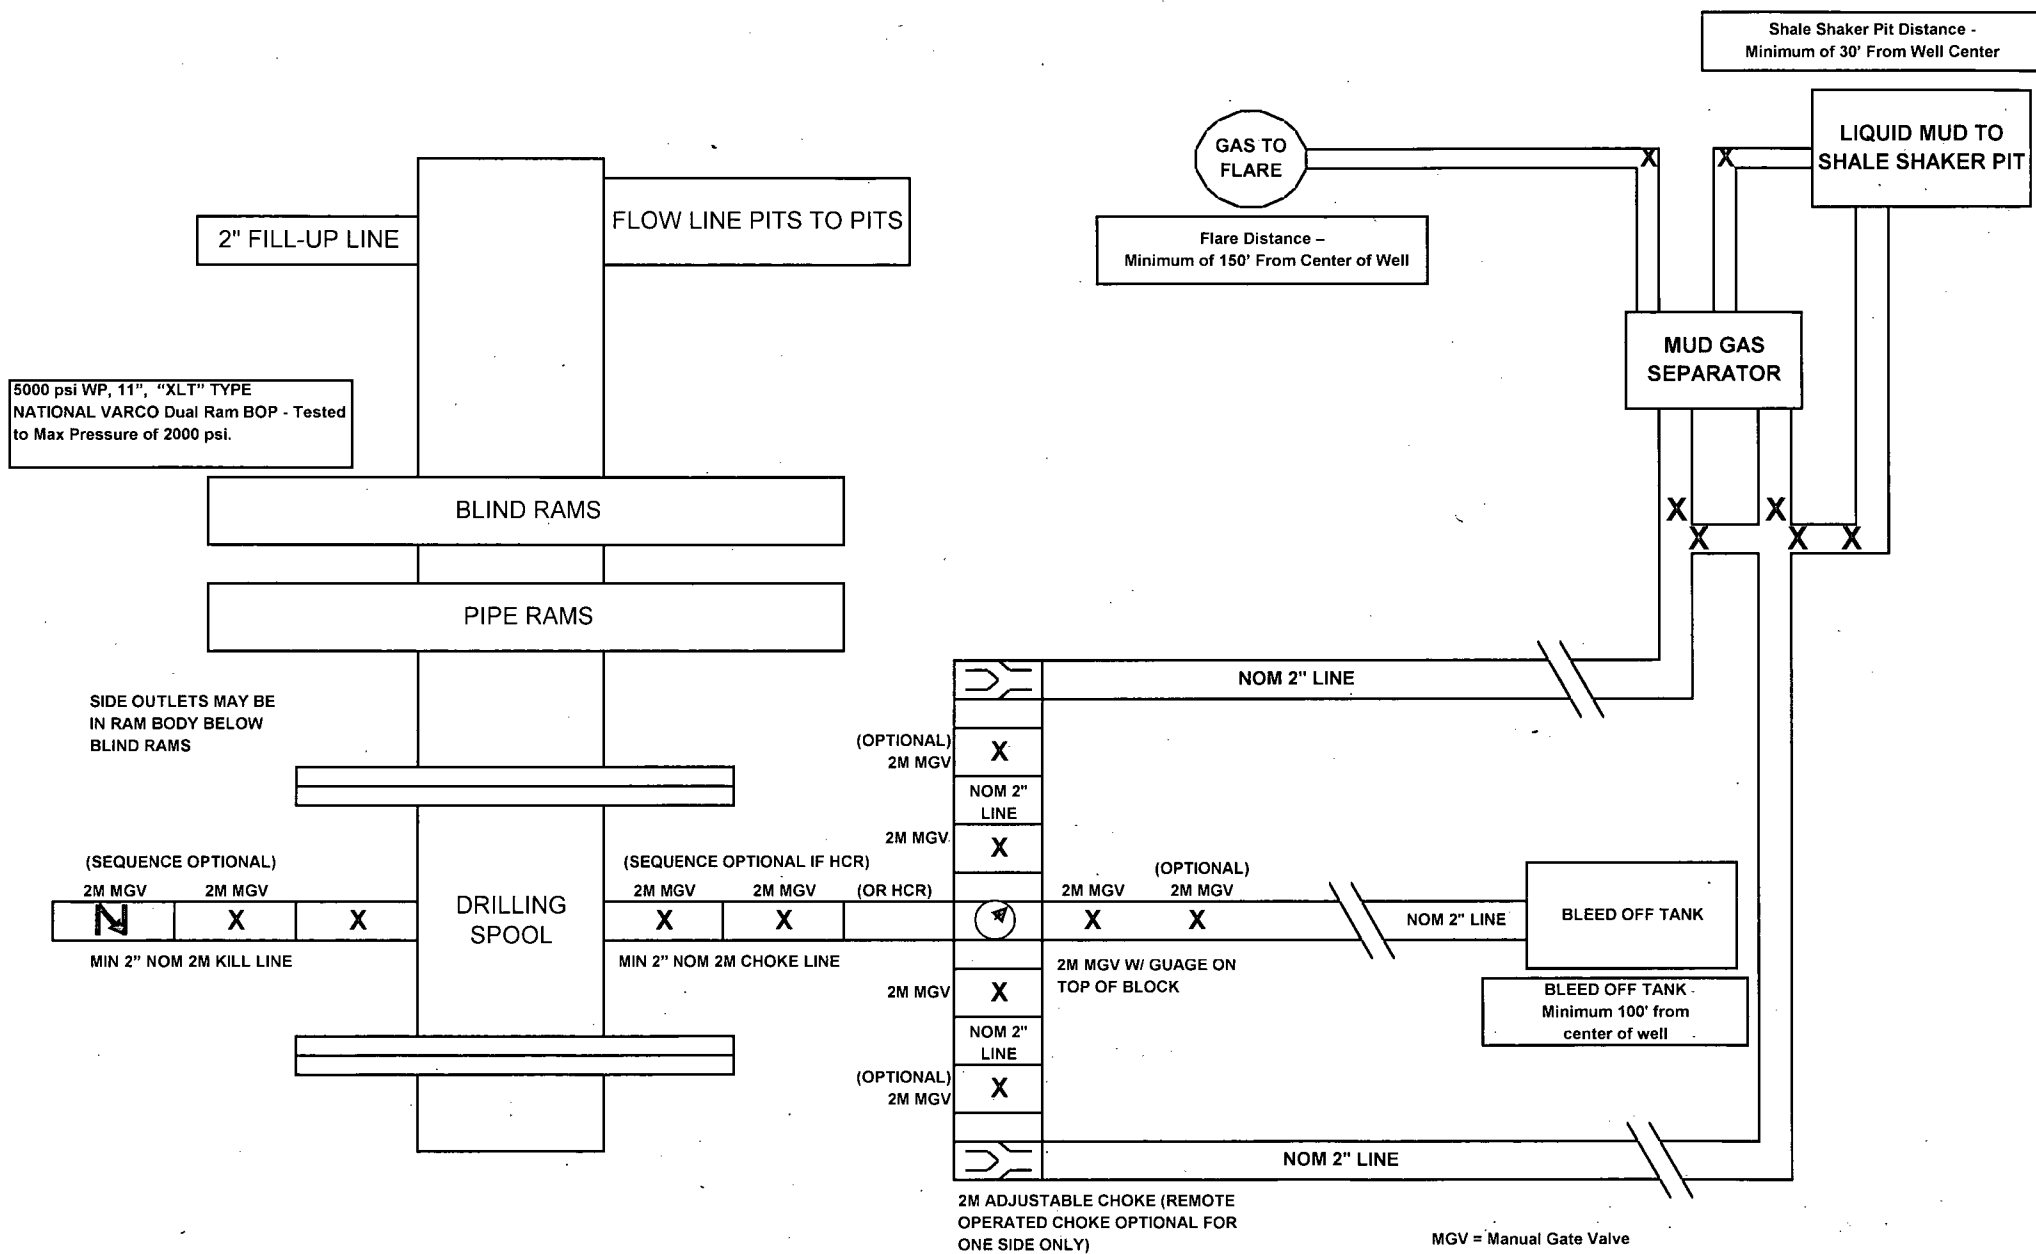 Shale Shaker Pit Distance -
Minimum of 30' From Well Center
LIQUID MUD TO
SHALE SHAKER PIT
GAS TO
FLARE
Flare Distance –
Minimum of 150' From Center of Well
FLOW LINE PITS TO PITS
2" FILL-UP LINE
MUD GAS
SEPARATOR
5000 psi WP, 11", “XLT” TYPE
NATIONAL VARCO Dual Ram BOP - Tested
to Max Pressure of 2000 psi.
BLIND RAMS
PIPE RAMS
SIDE OUTLETS MAY BE
IN RAM BODY BELOW
BLIND RAMS
NOM 2" LINE
(OPTIONAL)
2M MGV
X
NOM 2"
LINE
2M MGV
X
(SEQUENCE OPTIONAL)
2M MGV
2M MGV
X
X
MIN 2" NOM 2M KILL LINE
DRILLING
SPOOL
(SEQUENCE OPTIONAL IF HCR)
2M MGV
2M MGV
(OR HCR)
X
X
MIN 2" NOM 2M CHOKE LINE
2M MGV
(OPTIONAL)
2M MGV
X
X
NOM 2" LINE
BLEED OFF TANK
2M MGV W/ GUAGE ON
TOP OF BLOCK
BLEED OFF TANK -
Minimum 100' from
center of well
2M MGV
X
NOM 2"
LINE
(OPTIONAL)
2M MGV
X
NOM 2" LINE
2M ADJUSTABLE CHOKE (REMOTE
OPERATED CHOKE OPTIONAL FOR
ONE SIDE ONLY)
MGV = Manual Gate Valve
X
X
X
X
X
X
X